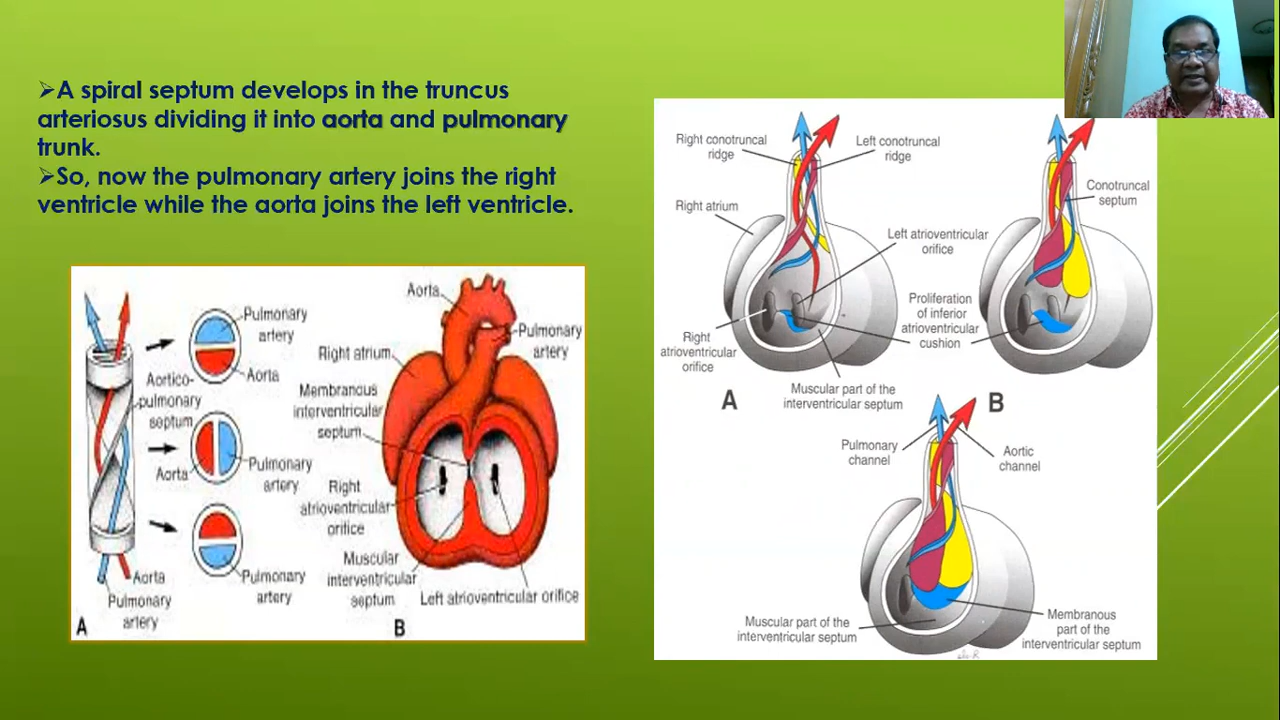 ➢A spiral septum develops in the truncus
arteriosus dividing it into aorta and pulmonary
trunk.
➢So, now the pulmonary artery joins the right
ventricle while the aorta joins the left ventricle.
Pulmonary
artery
Aorta
Aortico-
pulmonary
septum
Aorta
Pulmonary
artery
Pulmonary
artery
Aorta
Pulmonary
artery
A
Aorta
Pulmonary
artery
Right atrium
Membranous
interventricular
septum
Right
atrioventricular
orifice
Muscular
interventricular
septum
Left atrioventricular orifice
B
Right conotruncal
ridge
Left conotruncal
ridge
Right atrium
Left atrioventricular
orifice
Proliferation
of inferior
atrioventricular
cushion
Right
atrioventricular
orifice
Muscular part of the
interventricular septum
A
Conotruncal
septum
B
Pulmonary
channel
Aortic
channel
Muscular part of the
interventricular septum
Membranous
part of the
interventricular septum